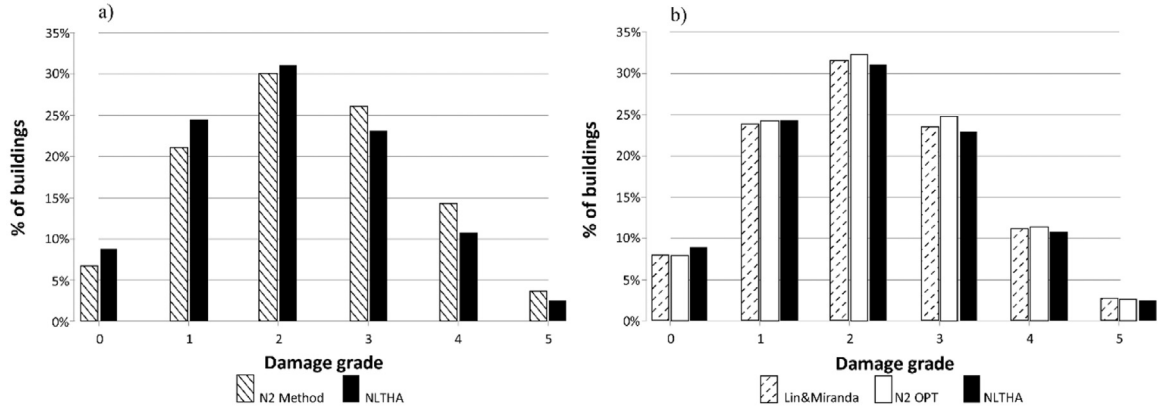 a)
35%
30%
25%
20%
15%
10%
5%
0%
% of buildings
0 1 2 3 4 5
Damage grade
N2 Method NLTHA
b)
35%
30%
25%
20%
15%
10%
5%
0%
% of buildings
0 1 2 3 4 5
Damage grade
Lin&Miranda N2 OPT NLTHA